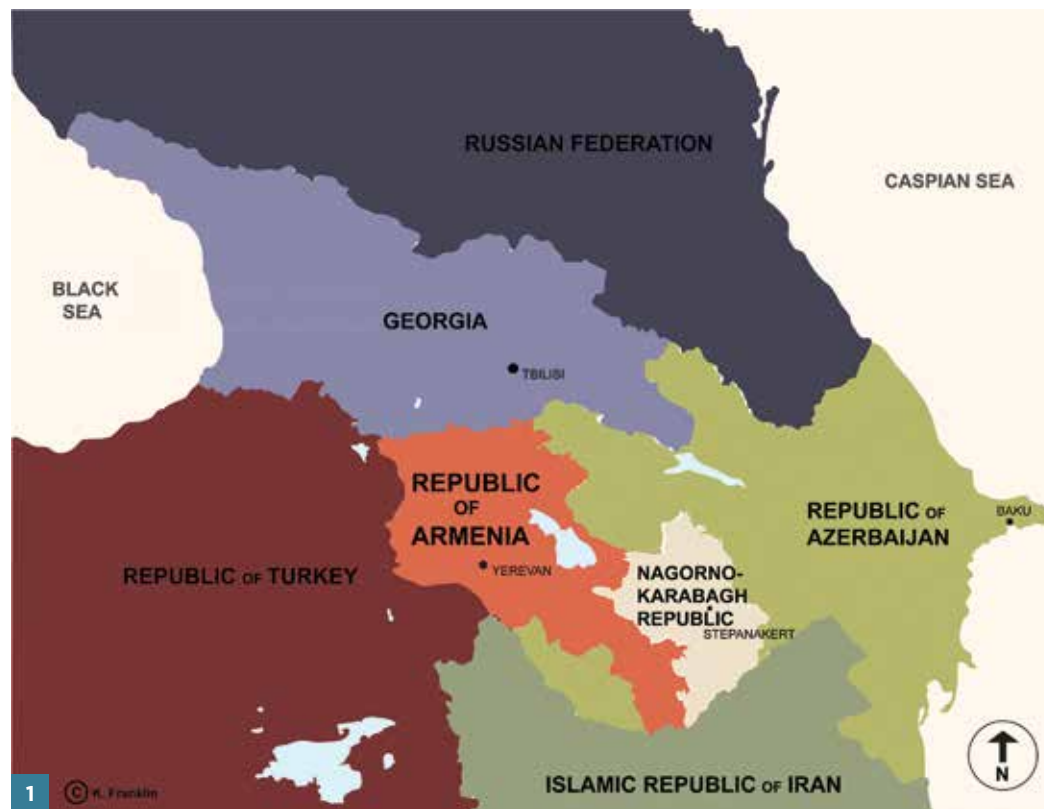 RUSSIAN FEDERATION
CASPIAN SEA
BLACK
SEA
GEORGIA
TBILISI
REPUBLIC
OF
ARMENIA
YEREVAN
REPUBLIC OF
AZERBAIJAN
BAKU
REPUBLIC OF TURKEY
NAGORNO-
KARABAGH
REPUBLIC
STEPANAKERT
ISLAMIC REPUBLIC OF IRAN
N
1
© K. Franklin